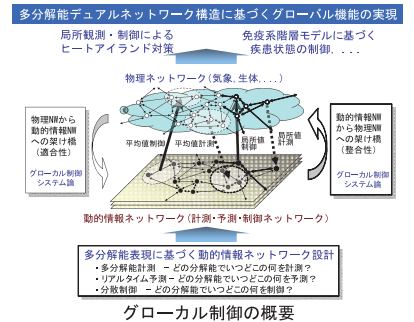 多分解能デュアルネットワーク構造に基づくグローバル機能の実現
局所観測・制御による
ヒートアイランド対策
免疫系階層モデルに基づく
疾患状態の制御，．．．
物理ネットワーク（気象，生体，．．．．）
物理NWから
動的情報NW
への架け橋
（適合性）
グローカル制御
システム論
平均値制御
平均値計測
局所値
制御
局所値
計測
動的情報NW
から物理NW
への架け橋
（整合性）
グローカル制御
システム論
動的情報ネットワーク（計測・予測・制御ネットワーク）
多分解能表現に基づく動的情報ネットワーク設計
・多分解能計測 － どの分解能でいつどこの何を計測？
・リアルタイム予測－どの分解能でいつどこの何を予測？
・分散制御 － どの分解能でいつどこの何を制御？
グローカル制御の概要